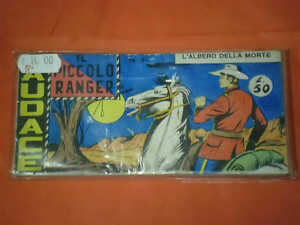 AUDACE
IL
PICCOLO
RANGER
L'ALBERO DELLA MORTE
£ 50